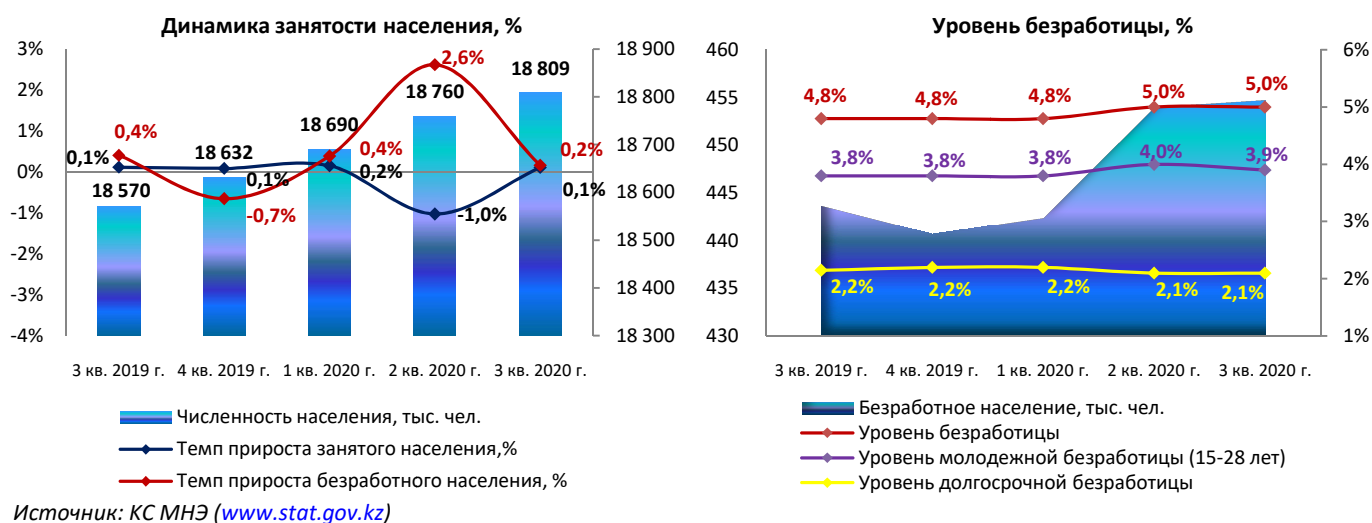 Динамика занятости населения, %
3%
2%
1%
0%
-1%
-2%
-3%
-4%
18 900
18 800
18 700
18 600
18 500
18 400
18 300
0,4%
0,1%
18 570
18 632
0,1%
-0,7%
18 690
0,4%
0,2%
2,6%
18 760
-1,0%
18 809
0,2%
0,1%
3 кв. 2019 г. 4 кв. 2019 г. 1 кв. 2020 г. 2 кв. 2020 г. 3 кв. 2020 г.
Численность населения, тыс. чел.
Темп прироста занятого населения,%
Темп прироста безработного населения, %
Уровень безработицы, %
460
455
450
445
440
435
430
6%
5%
4%
3%
2%
1%
4,8% 4,8% 4,8% 5,0% 5,0%
3,8% 3,8% 3,8% 4,0% 3,9%
2,2% 2,2% 2,2% 2,1% 2,1%
3 кв. 2019 г. 4 кв. 2019 г. 1 кв. 2020 г. 2 кв. 2020 г. 3 кв. 2020 г.
Безработное население, тыс. чел.
Уровень безработицы
Уровень молодежной безработицы (15-28 лет)
Уровень долгосрочной безработицы
Источник: КС МНЭ (www.stat.gov.kz)